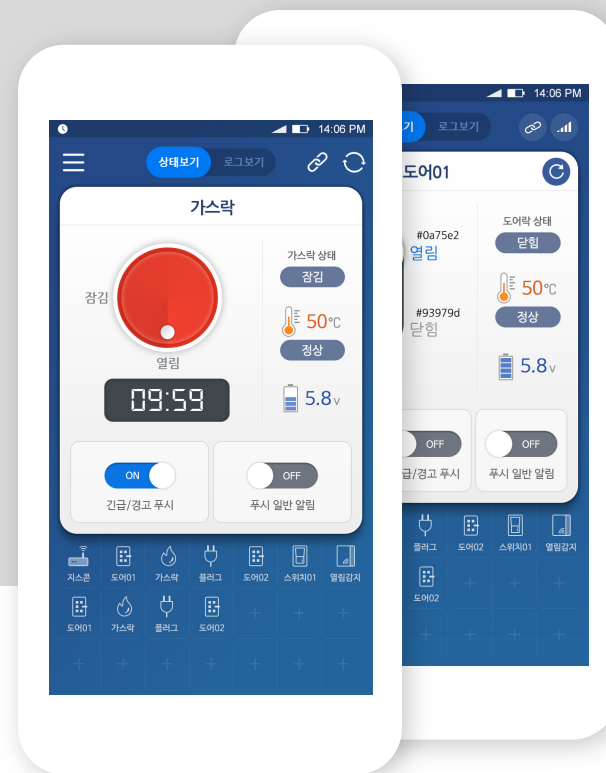 14:06 PM
상태보기
로그보기
가스락
잠김
열림
09:59
가스락 상태
잠김
50°C
정상
5.8v
ON
긴급/경고 푸시
OFF
푸시 일반 알림
지스콘
도어01
가스락
플러그
도어02
스위치01
열림감지
도어01
가스락
플러그
도어02
14:06 PM
기
로그보기
도어01
#0a75e2
열림
#93979d
닫힘
도어락 상태
닫힘
50°C
정상
5.8v
OFF
급/경고 푸시
OFF
푸시 일반 알림
플러그
도어02
스위치01
열림감지
도어02